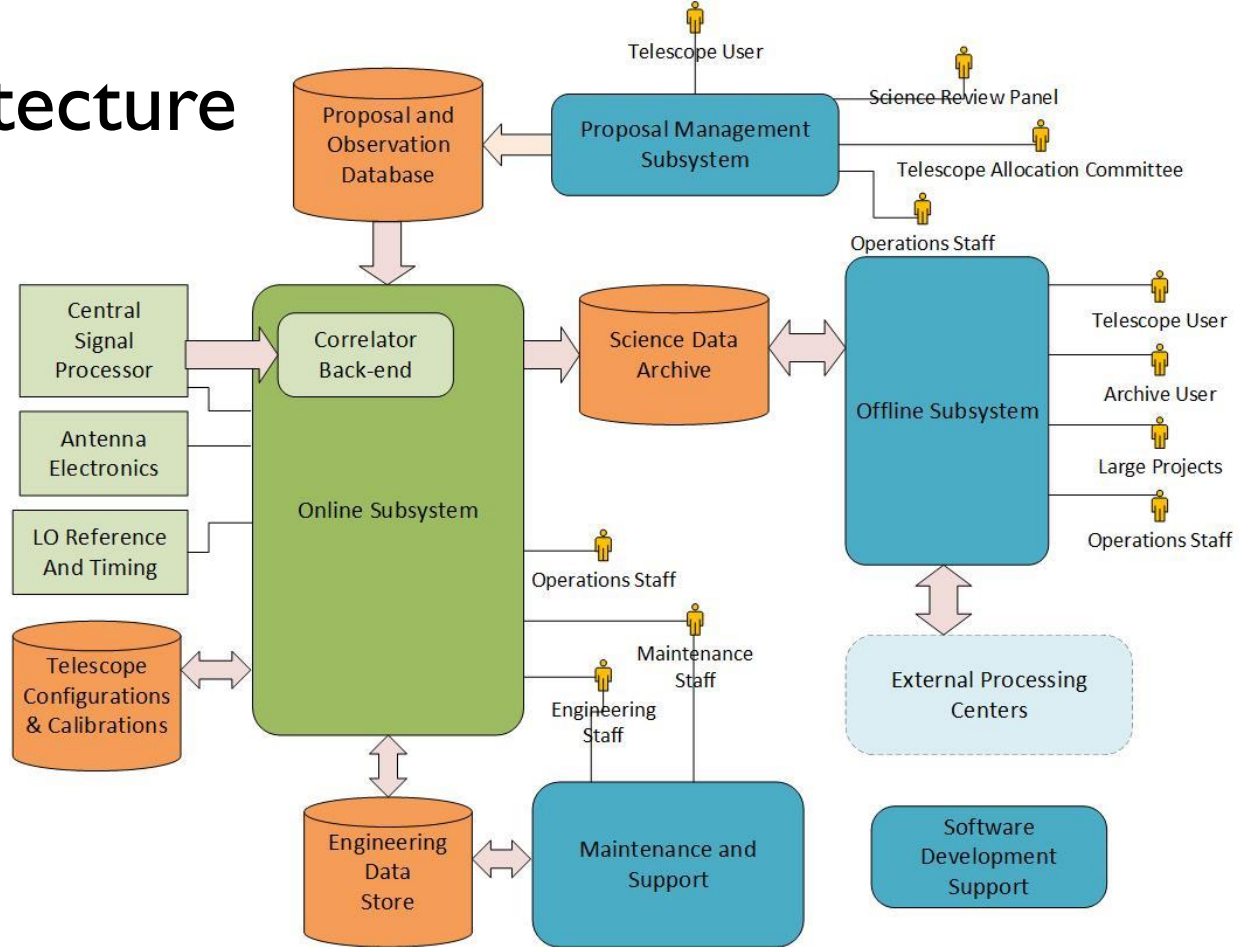 tecture
Telescope User
Science Review Panel
Telescope Allocation Committee
Operations Staff
Proposal and
Observation
Database
Proposal Management
Subsystem
Central
Signal
Processor
Correlator
Back-end
Science Data
Archive
Offline Subsystem
Telescope User
Archive User
Large Projects
Operations Staff
Antenna
Electronics
Online Subsystem
LO Reference
And Timing
Operations Staff
Maintenance
Staff
Engineering
Staff
Telescope
Configurations
& Calibrations
External Processing
Centers
Engineering
Data
Store
Maintenance and
Support
Software
Development
Support